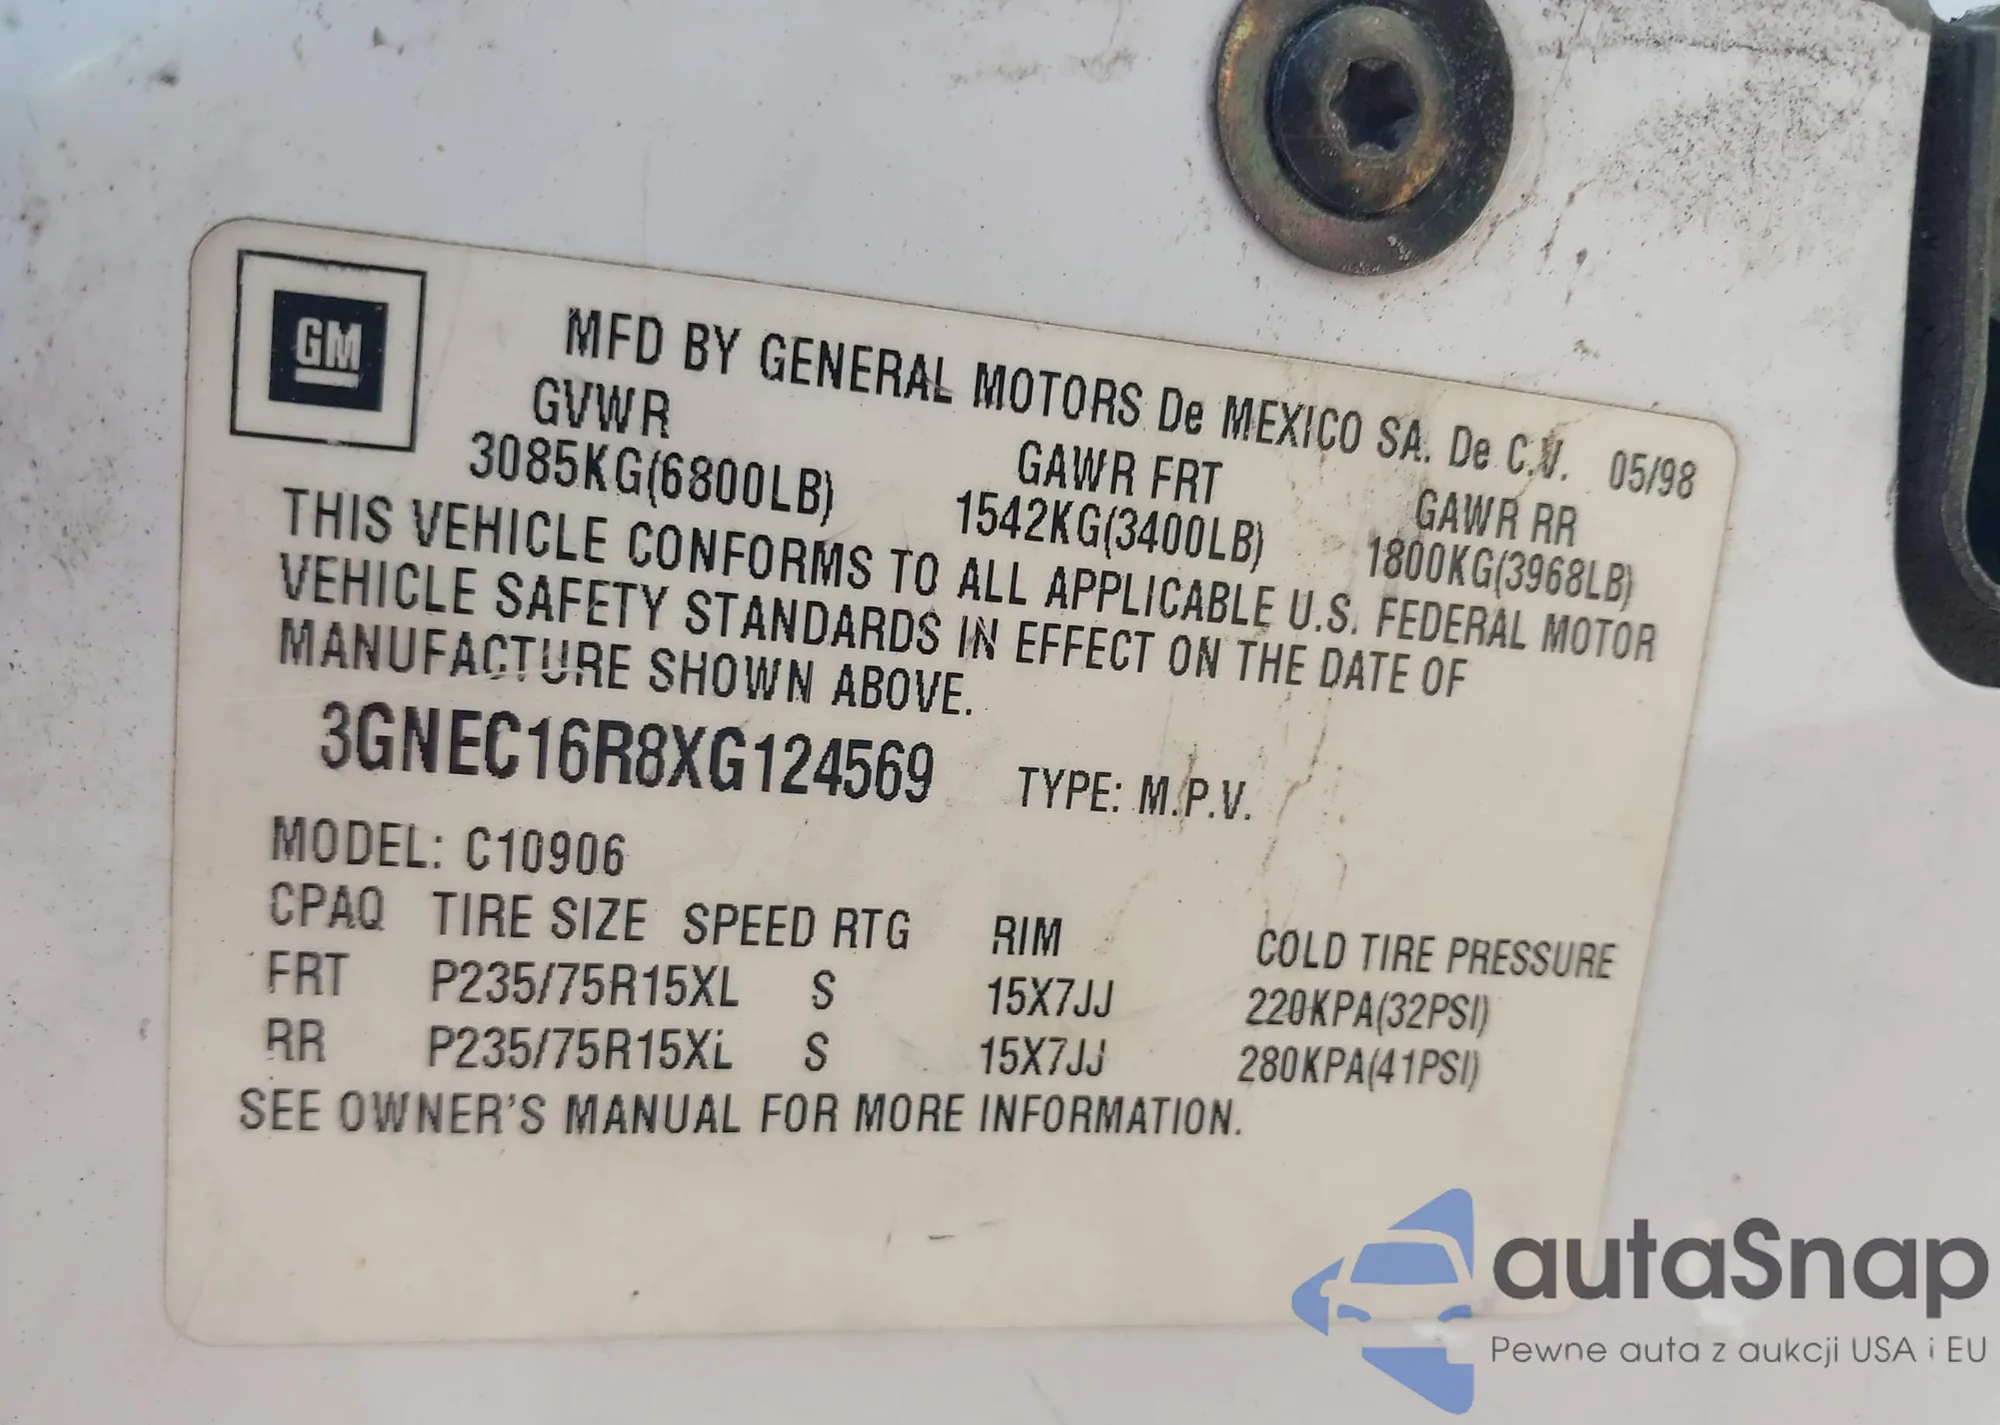 GM
MFD BY GENERAL MOTORS De MEXICO SA. De C.V. 05/98
GVWR GAWR FRT GAWR RR
3085KG(6800LB) 1542KG(3400LB) 1800KG(3968LB)
THIS VEHICLE CONFORMS TO ALL APPLICABLE U.S. FEDERAL MOTOR
VEHICLE SAFETY STANDARDS IN EFFECT ON THE DATE OF
MANUFACTURE SHOWN ABOVE.
3GNEC16R8XG124569 TYPE: M.P.V.
MODEL: C10906
CPAQ TIRE SIZE SPEED RTG RIM COLD TIRE PRESSURE
FRT P235/75R15XL S 15X7JJ 220KPA(32PSI)
RR P235/75R15XL S 15X7JJ 280KPA(41PSI)
SEE OWNER'S MANUAL FOR MORE INFORMATION.
autaSnap
Pewne auta z aukcji USA i EU